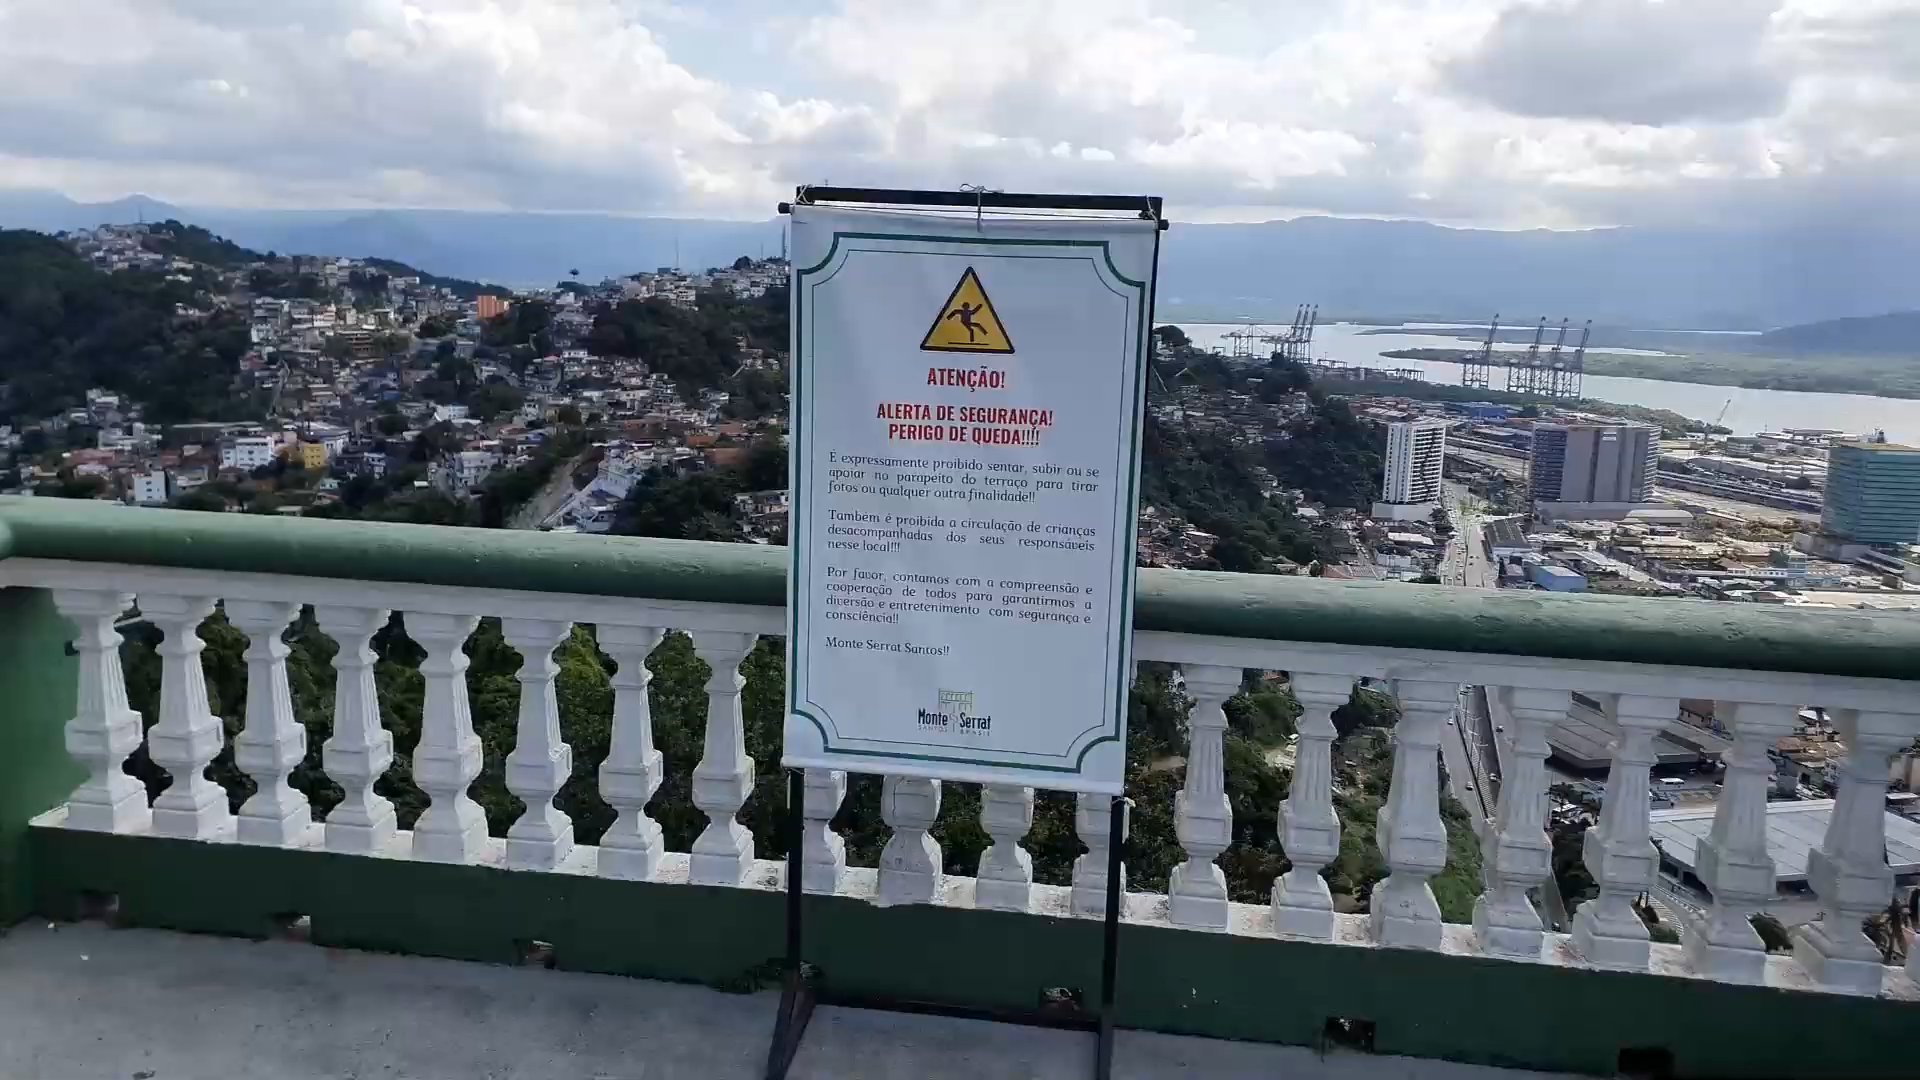 ATENÇÃO!
ALERTA DE SEGURANÇA!
PERIGO DE QUEDA!!!!
É expressamente proibido sentar, subir ou se
apoiar no parapeito do terraço para tirar
fotos ou qualquer outra finalidade!!
Também é proibida a circulação de crianças
desacompanhadas dos seus responsáveis
nesse local!!!
Por favor, contamos com a compreensão e
cooperação de todos para garantirmos a
diversão e entretenimento com segurança e
consciência!!
Monte Serrat Santos!!
Monte Serrat
SANTOS BRASIL